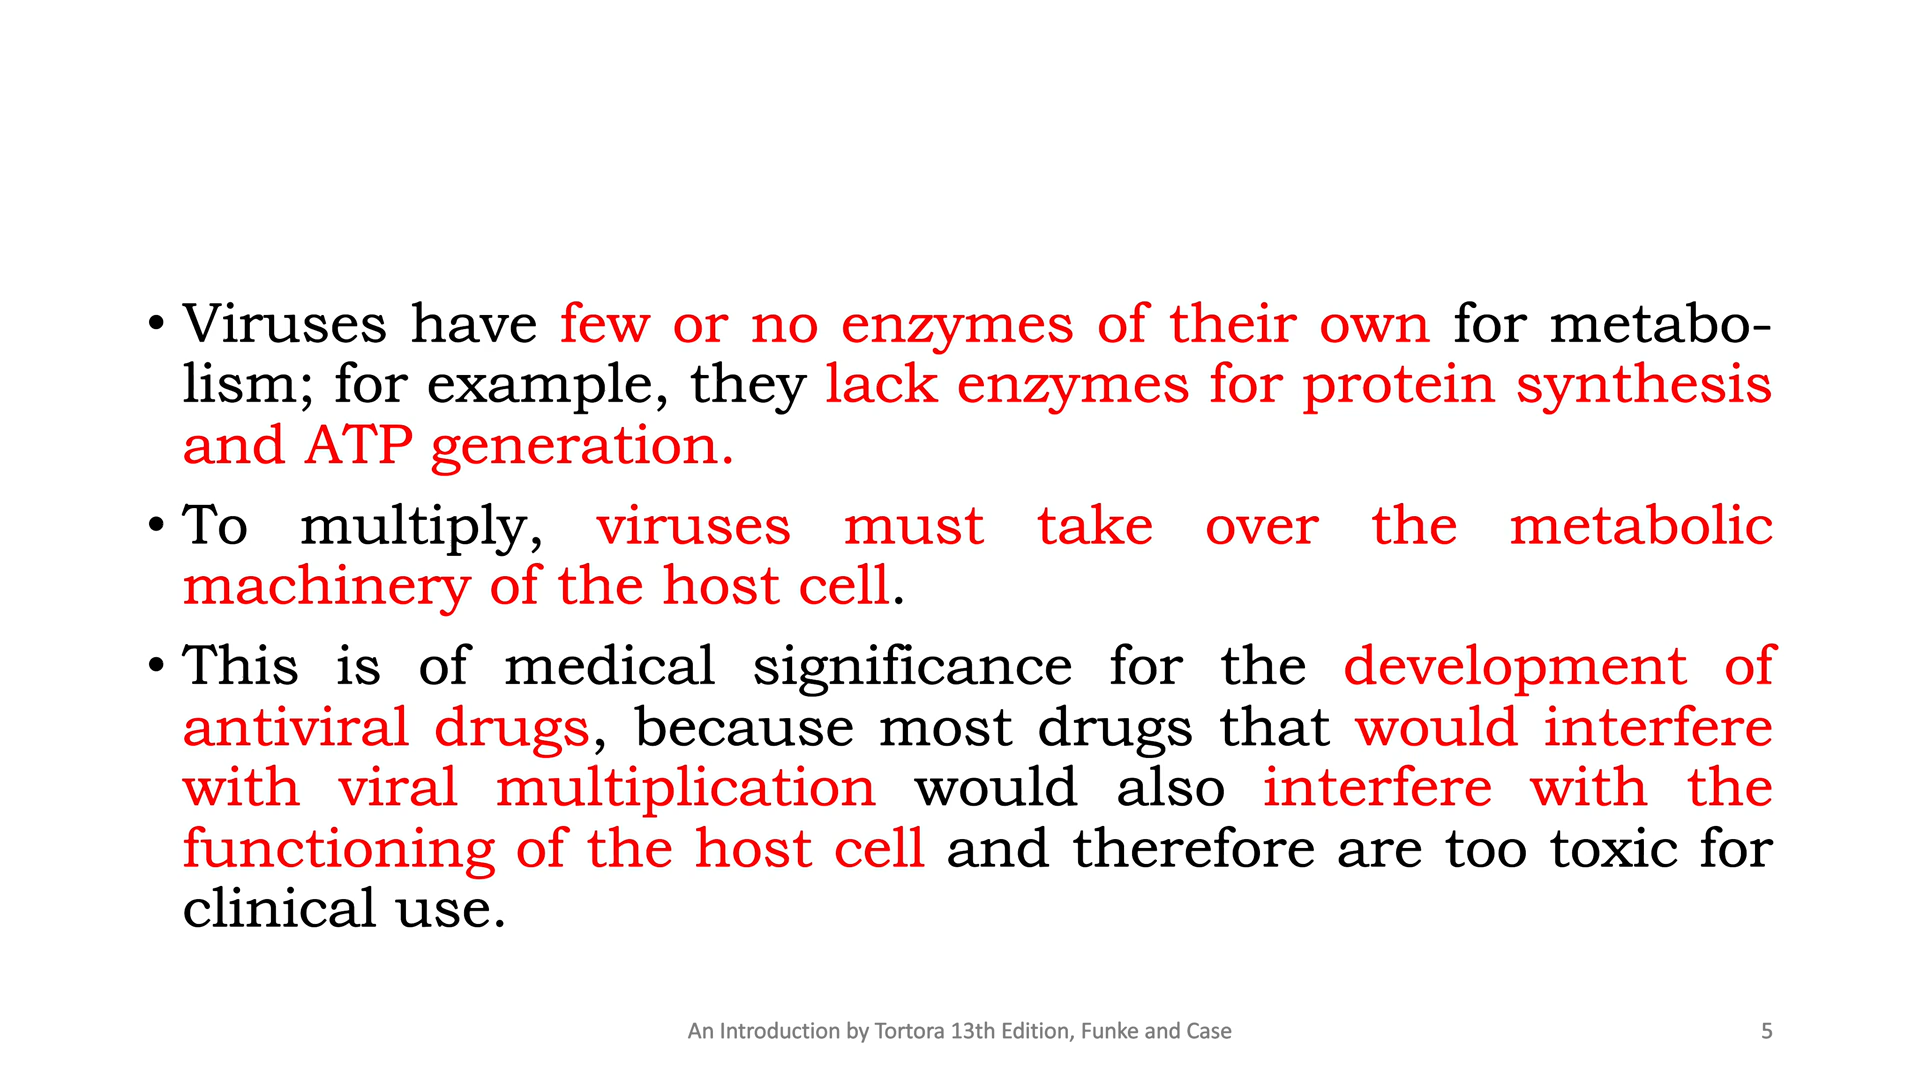 • Viruses have few or no enzymes of their own for metabo-
lism; for example, they lack enzymes for protein synthesis
and ATP generation.
• To multiply, viruses must take over the metabolic
machinery of the host cell.
• This is of medical significance for the development of
antiviral drugs, because most drugs that would interfere
with viral multiplication would also interfere with the
functioning of the host cell and therefore are too toxic for
clinical use.
An Introduction by Tortora 13th Edition, Funke and Case
5